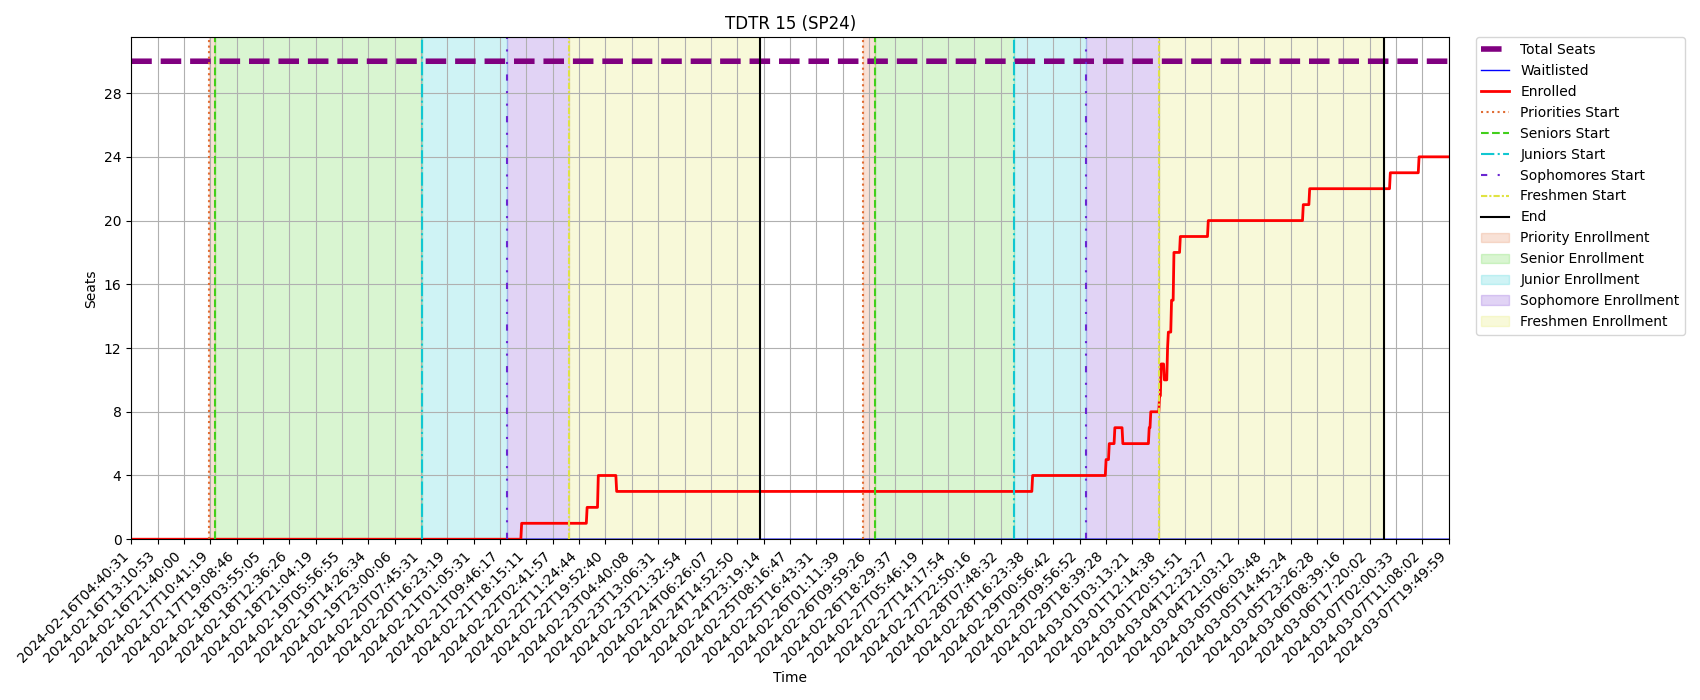 TDTR 15 (SP24)
Seats
28
24
20
16
12
8
4
0
2024-02-16T04:40:31
2024-02-16T13:10:53
2024-02-16T21:40:00
2024-02-17T10:41:19
2024-02-17T19:08:46
2024-02-18T03:55:05
2024-02-18T12:36:26
2024-02-18T21:04:19
2024-02-19T05:56:55
2024-02-19T14:26:34
2024-02-19T23:00:06
2024-02-20T07:45:31
2024-02-20T16:23:19
2024-02-21T01:05:31
2024-02-21T09:46:17
2024-02-21T18:15:11
2024-02-22T02:41:57
2024-02-22T11:24:44
2024-02-22T19:52:40
2024-02-23T04:40:08
2024-02-23T13:06:31
2024-02-23T21:32:54
2024-02-24T06:26:07
2024-02-24T14:52:50
2024-02-24T23:19:14
2024-02-25T08:16:47
2024-02-25T16:43:31
2024-02-26T01:11:39
2024-02-26T09:59:26
2024-02-26T18:29:37
2024-02-27T05:46:19
2024-02-27T14:17:54
2024-02-27T22:50:16
2024-02-28T07:48:32
2024-02-28T16:23:38
2024-02-29T00:56:42
2024-02-29T09:56:52
2024-02-29T18:39:28
2024-03-01T03:13:21
2024-03-01T12:14:38
2024-03-01T20:51:51
2024-03-04T12:23:27
2024-03-04T21:03:12
2024-03-05T06:03:48
2024-03-05T14:45:24
2024-03-05T23:26:28
2024-03-06T08:39:16
2024-03-06T17:20:02
2024-03-07T02:00:33
2024-03-07T11:08:02
2024-03-07T19:49:59
Time
Total Seats
Waitlisted
Enrolled
Priorities Start
Seniors Start
Juniors Start
Sophomores Start
Freshmen Start
End
Priority Enrollment
Senior Enrollment
Junior Enrollment
Sophomore Enrollment
Freshmen Enrollment